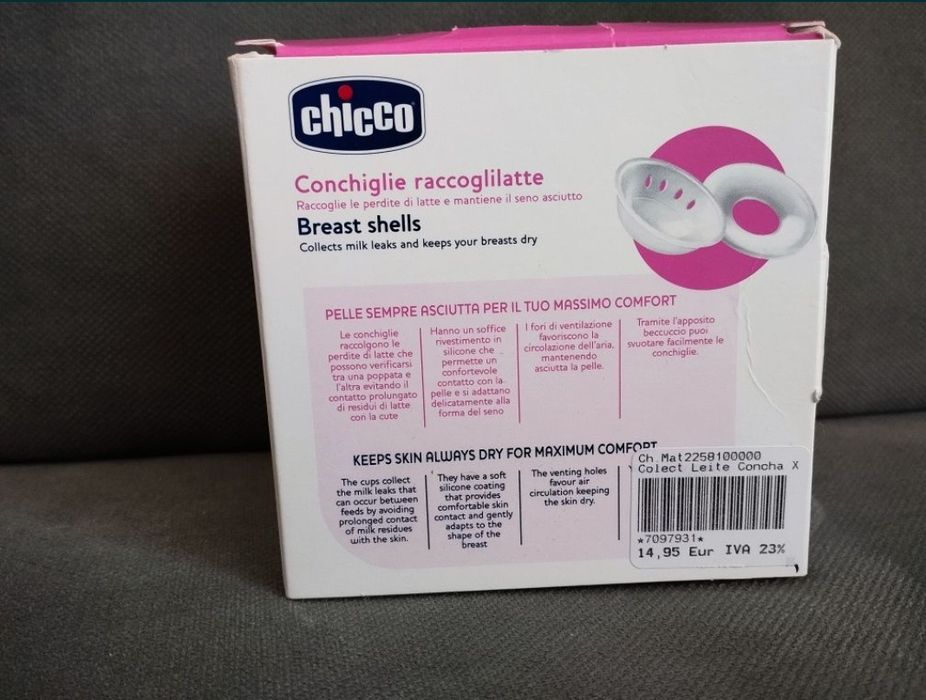 chicco
Conchiglie raccoglilatte
Raccoglie le perdite di latte e mantiene il seno asciutto
Breast shells
Collects milk leaks and keeps your breasts dry
PELLE SEMPRE ASCIUTTA PER IL TUO MASSIMO COMFORT
Le conchiglie
raccolgono le
perdite di latte che
possono verificarsi
tra una poppata e
l'altra evitando il
contatto prolungato
di residui di latte
con la cute
Hanno un soffice
rivestimento in
silicone che
permette un
confortevole
contatto con la
pelle e si adattano
delicatamente alla
forma del seno
I fori di ventilazione
favoriscono la
circolazione dell'aria,
mantenendo
asciutta la pelle.
Tramite l'apposito
beccuccio puoi
svuotare facilmente le
conchiglie.
KEEPS SKIN ALWAYS DRY FOR MAXIMUM COMFORT
The cups collect
the milk leaks that
can occur between
feeds by avoiding
prolonged contact
of milk residues
with the skin.
They have a soft
silicone coating
that provides
comfortable skin
contact and gently
adapts to the
shape of the
breast
The venting holes
favour air
circulation keeping
the skin dry.
Ch Mat2258100000
Colect Leite Concha X
*7097931*
14,95 Eur IVA 23%